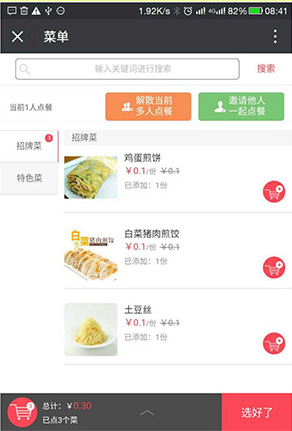 1.92K/s 4G 82% 08:41
菜单
输入关键词进行搜索 搜索
当前1人点餐
解散当前
多人点餐
邀请他人
一起点餐
招牌菜 3
特色菜
招牌菜
鸡蛋煎饼
¥0.1/份 ¥0.1
已添加：1份
白菜猪肉煎饺
白菜猪肉煎饺
¥0.1/份 ¥0.1
已添加：1份
土豆丝
¥0.1/份 ¥0.1
已添加：1份
总计：¥0.30
已点3个菜
选好了